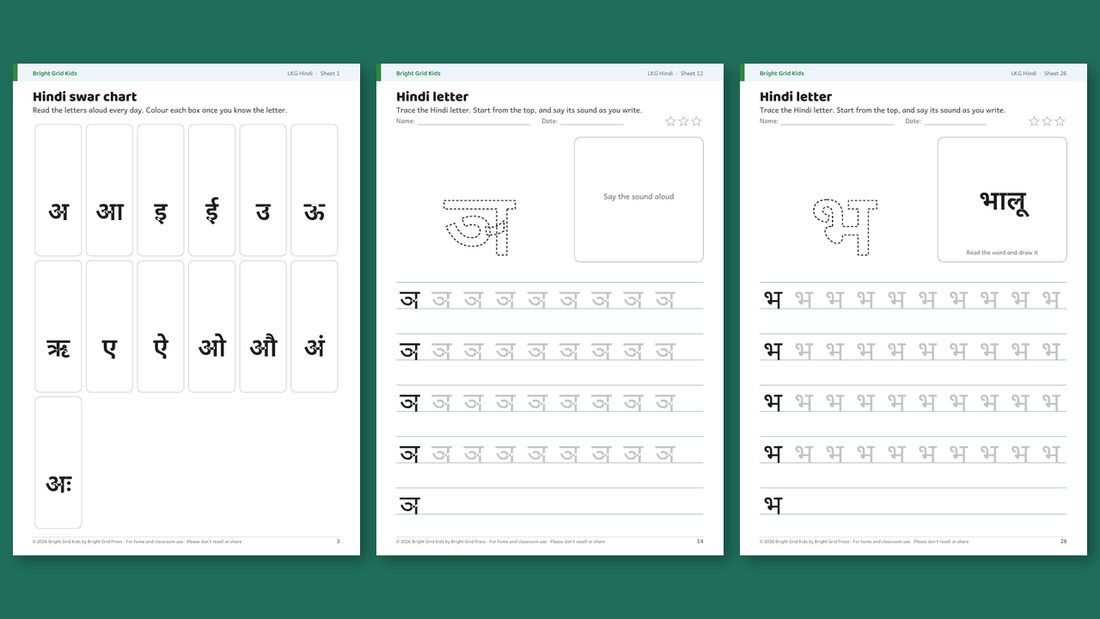 Bright Grid Kids LKG Hindi · Sheet 1
Hindi swar chart
Read the letters aloud every day. Colour each box once you know the letter.
अ आ इ ई उ ऊ
ऋ ए ऐ ओ औ अं
अः
© 2026 Bright Grid Kids by Bright Grid Press · For home and classroom use · Please don't resell or share 3
Bright Grid Kids LKG Hindi · Sheet 12
Hindi letter
Trace the Hindi letter. Start from the top, and say its sound as you write.
Name: Date:
ञ
Say the sound aloud
ञ ञ ञ ञ ञ ञ ञ ञ ञ
ञ ञ ञ ञ ञ ञ ञ ञ ञ
ञ ञ ञ ञ ञ ञ ञ ञ ञ
ञ ञ ञ ञ ञ ञ ञ ञ ञ
ञ
© 2026 Bright Grid Kids by Bright Grid Press · For home and classroom use · Please don't resell or share 14
Bright Grid Kids LKG Hindi · Sheet 26
Hindi letter
Trace the Hindi letter. Start from the top, and say its sound as you write.
Name: Date:
भ
भालू
Read the word and draw it
भ भ भ भ भ भ भ भ भ भ
भ भ भ भ भ भ भ भ भ भ
भ भ भ भ भ भ भ भ भ भ
भ भ भ भ भ भ भ भ भ भ
भ
© 2026 Bright Grid Kids by Bright Grid Press · For home and classroom use · Please don't resell or share 28